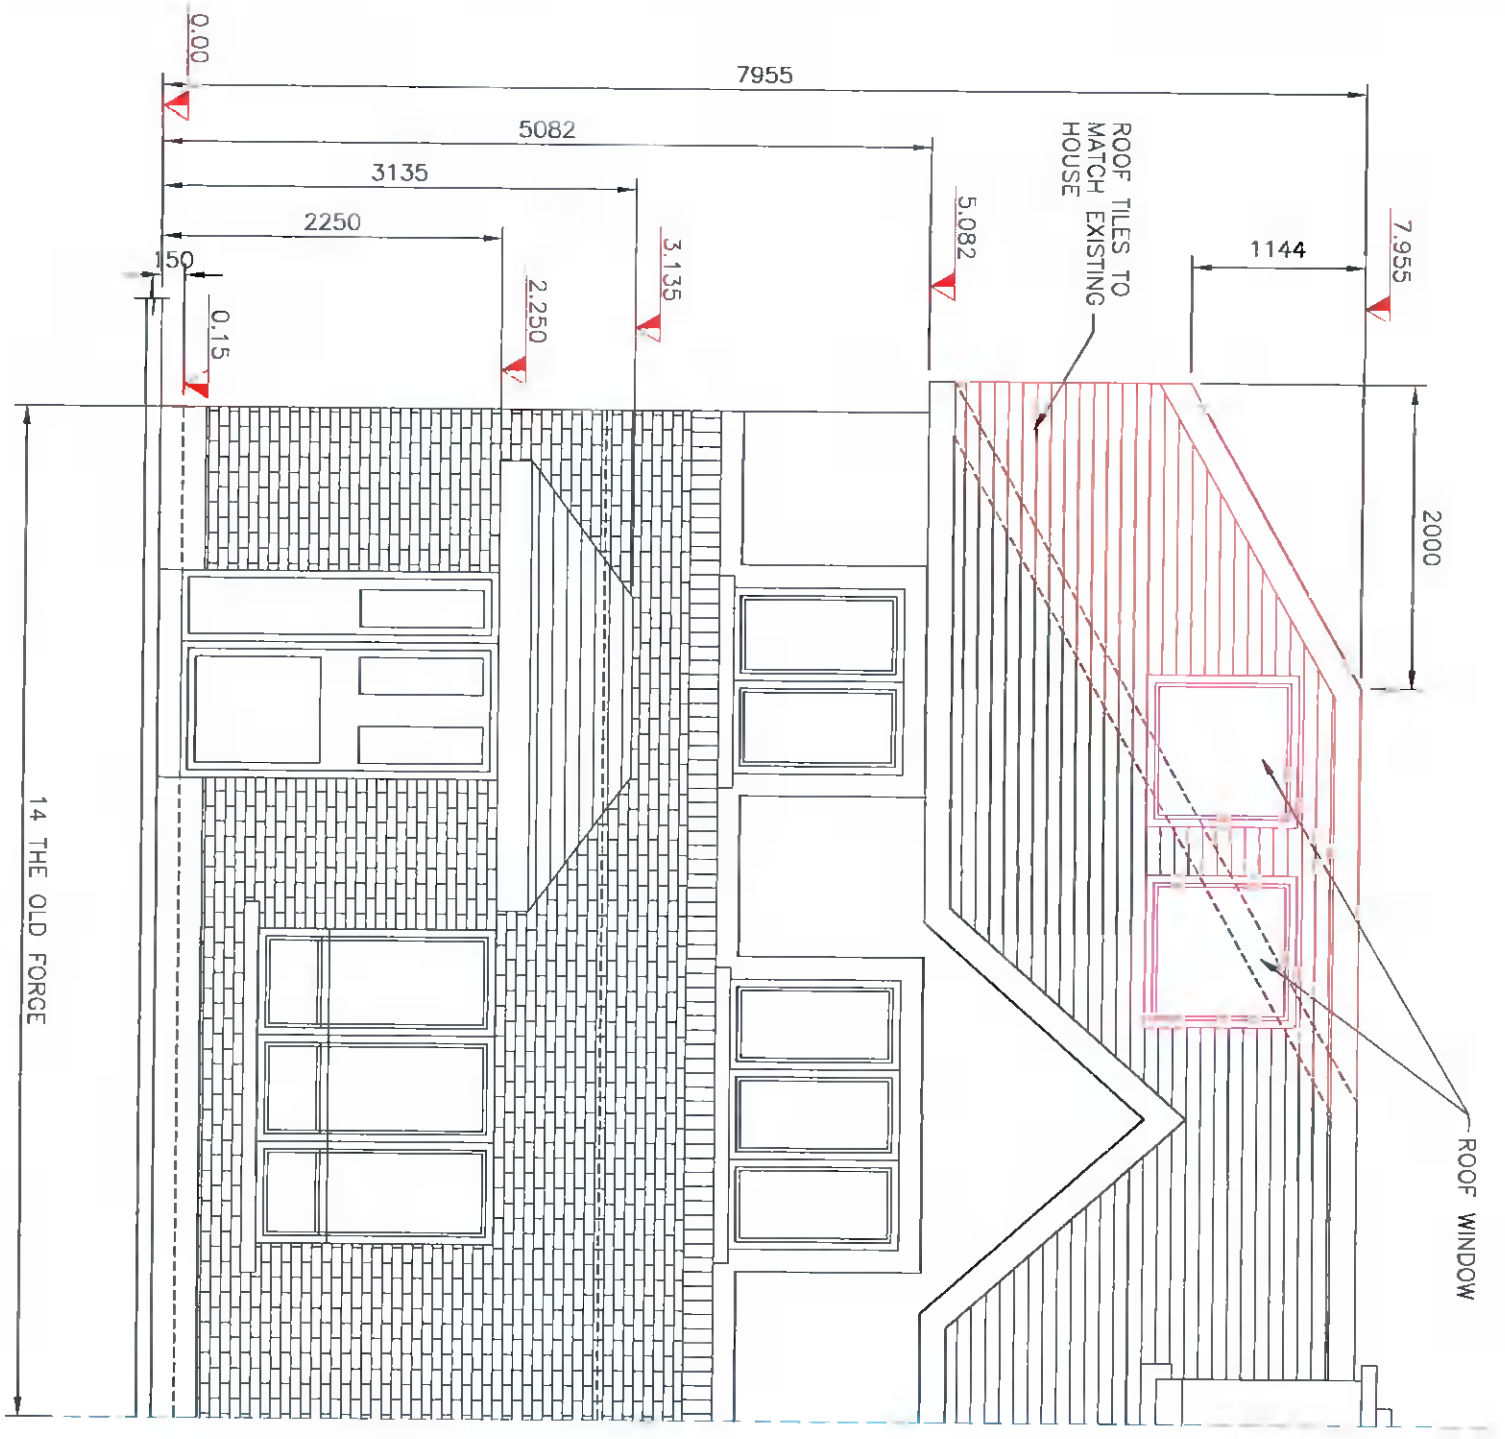 7955
5082
3135
2250
150
0.00
0.15
2.250
3.135
5.082
7.955
1144
2000
ROOF TILES TO
MATCH EXISTING
HOUSE
ROOF WINDOW
14 THE OLD FORGE